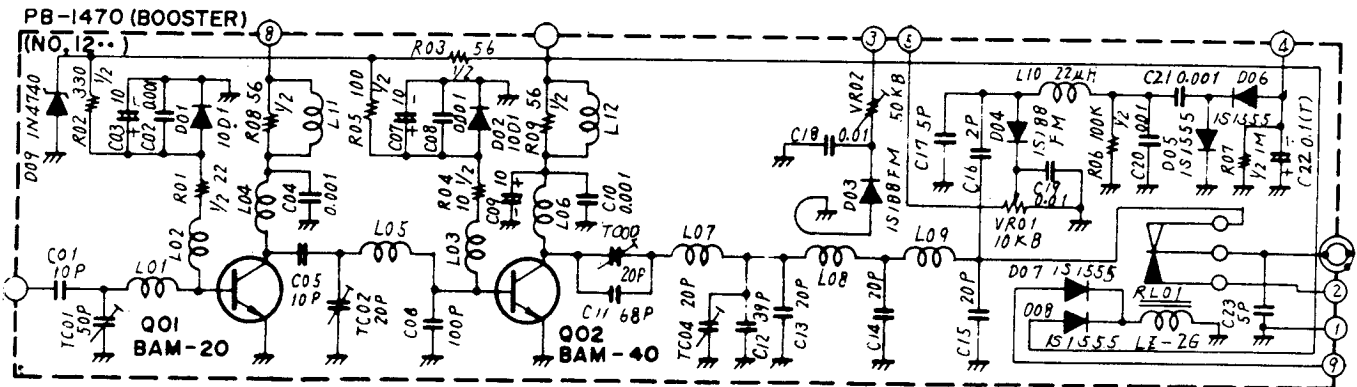 PB-1470 (BOOSTER)
(NO, 12··)
8
3
5
4
R03 56
1/2
D09 1N4740
R02 330
1/2
C03 10
C02 0.001
D01
10D1
R08 56
1/2
L11
R05 100
1/2
C07 10
C08 0.001
D02
10D1
R09 56
1/2
L12
VR02
50KB
C18 0.01
D03
1S188FM
L10 22µH
C17 5P
C16 2P
D04
1S188
FM
C19
0.01
VR01
10KB
R06 100K
1/2
C20 .001
C21 0.001
D05
1S1555
D06
1S1555
R07
1/2 1M
C22 0.1(T)
R01
1/2 22
L02
L04
C04
0.001
R04
10 1/2
L03
C09 10
L06
C10
0.001
C01
10P
L01
TC01
50P
Q01
BAM-20
C05
10P
TC02
20P
L05
C08
100P
Q02
BAM-40
20P
C11 68P
L07
TC04 20P
C12 39P
C13 20P
L08
C14 20P
L09
C15 20P
D07 1S1555
D08
1S1555
RL01
LZ-2G
C23
5P
2
1
9